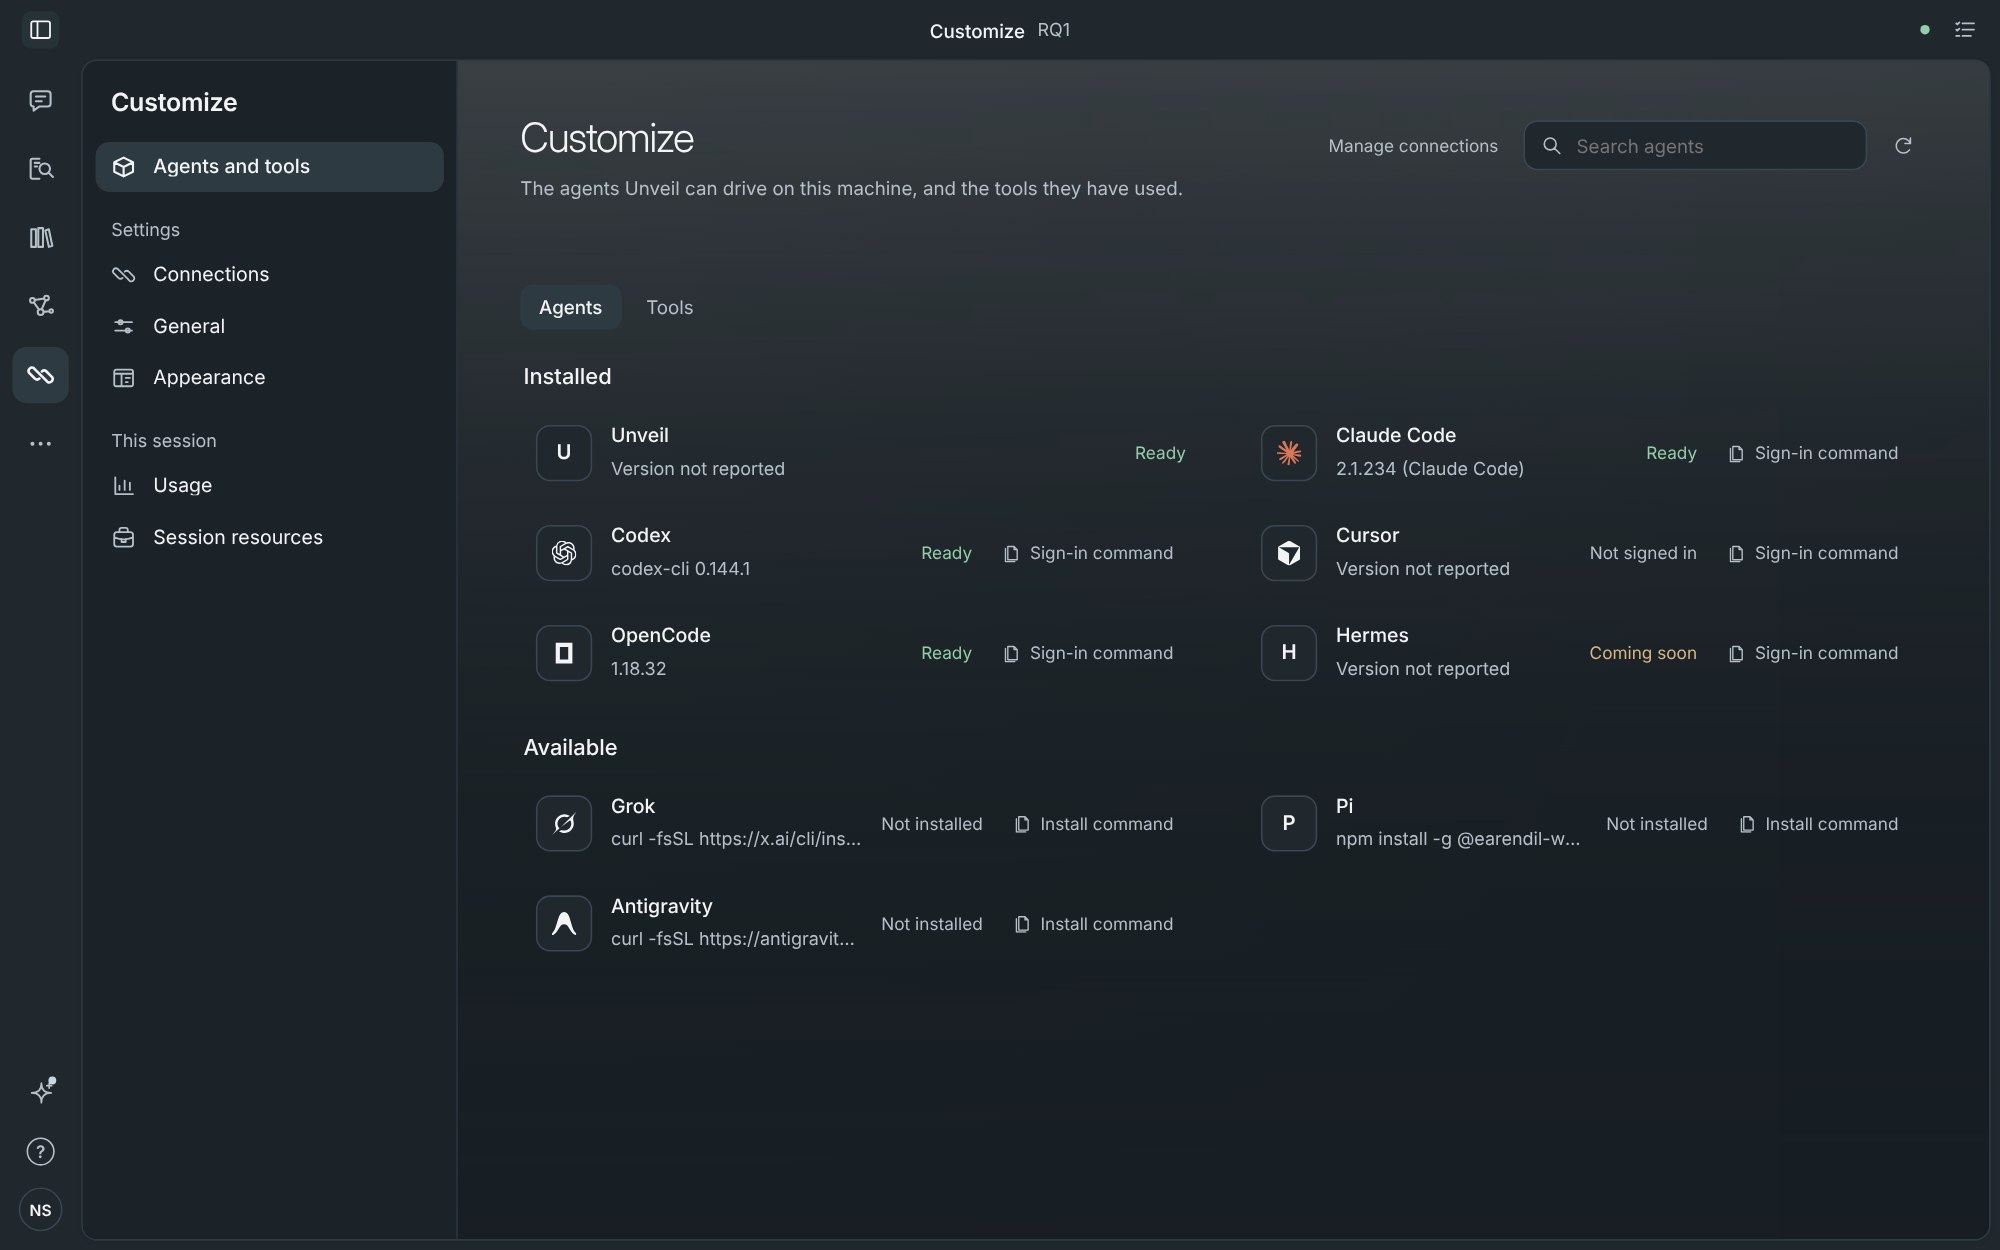 Customize RQ1
Customize
Agents and tools
Settings
Connections
General
Appearance
This session
Usage
Session resources
NS
Customize
The agents Unveil can drive on this machine, and the tools they have used.
Manage connections
Search agents
Agents
Tools
Installed
U
Unveil
Version not reported
Ready
Claude Code
2.1.234 (Claude Code)
Ready
Sign-in command
Codex
codex-cli 0.144.1
Ready
Sign-in command
Cursor
Version not reported
Not signed in
Sign-in command
OpenCode
1.18.32
Ready
Sign-in command
H
Hermes
Version not reported
Coming soon
Sign-in command
Available
Grok
curl -fsSL https://x.ai/cli/ins...
Not installed
Install command
P
Pi
npm install -g @earendil-w...
Not installed
Install command
Antigravity
curl -fsSL https://antigravit...
Not installed
Install command